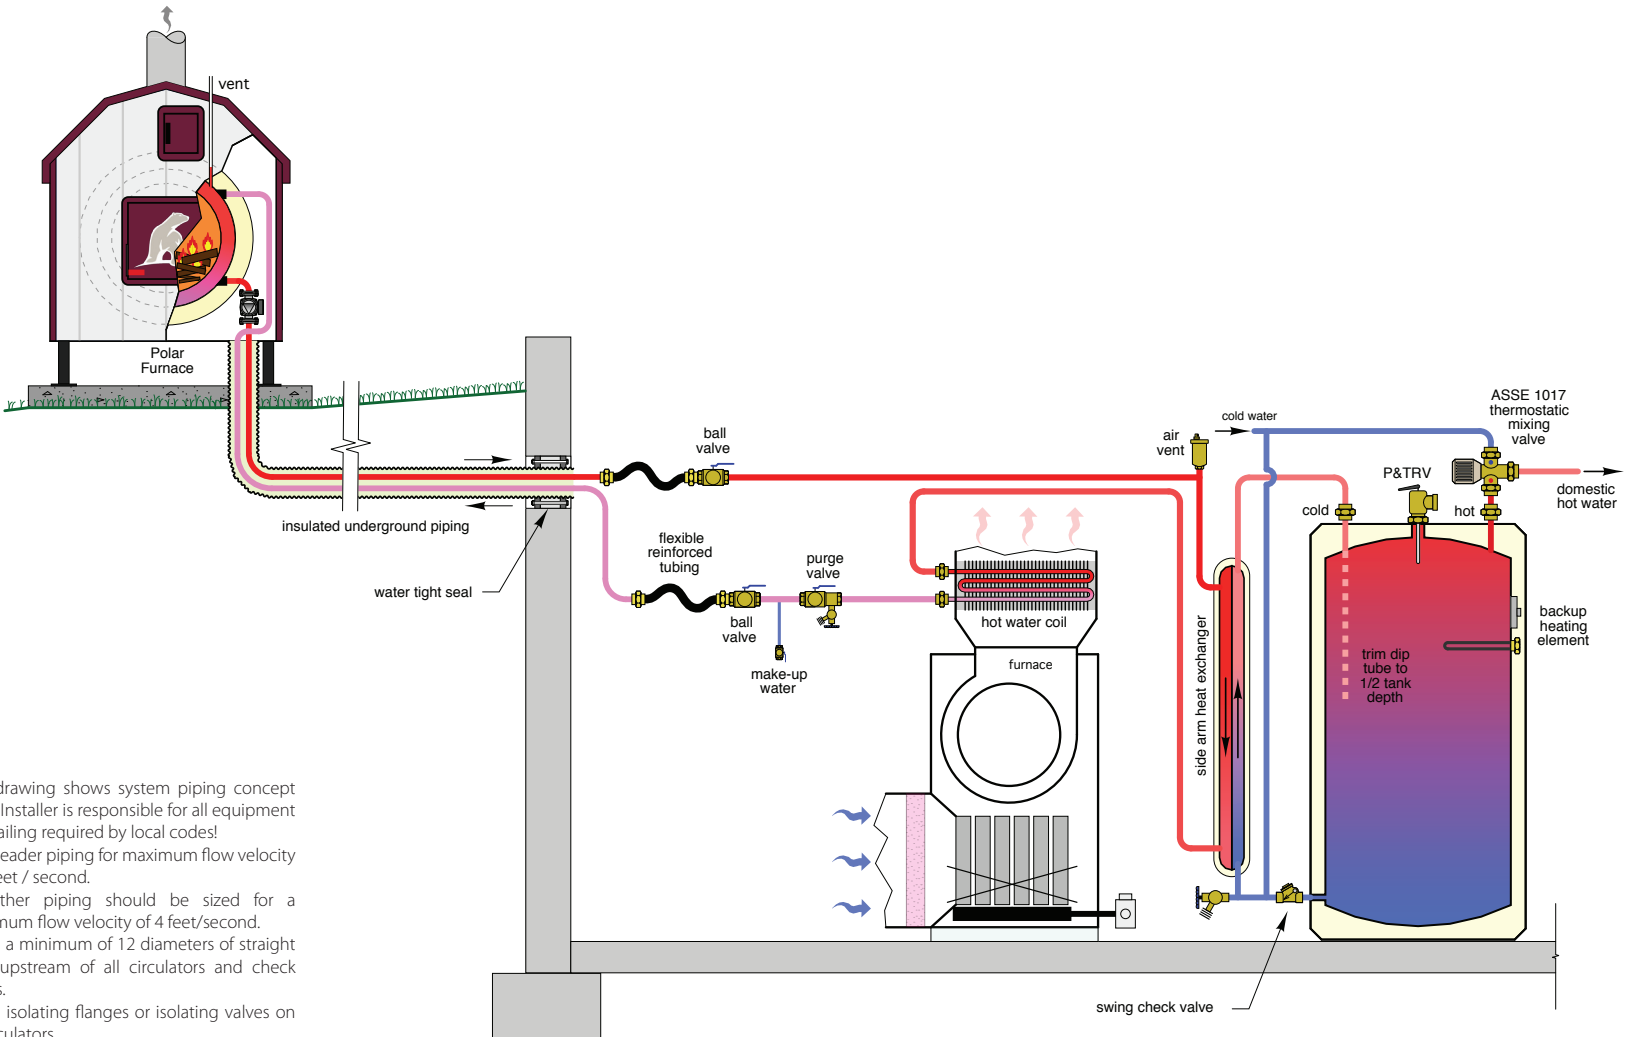 vent
Polar
Furnace
insulated underground piping
water tight seal
ball
valve
flexible
reinforced
tubing
ball
valve
purge
valve
make-up
water
hot water coil
furnace
air
vent
cold water
side arm heat exchanger
swing check valve
ASSE 1017
thermostatic
mixing
valve
P&TRV
cold
hot
domestic
hot water
backup
heating
element
trim dip
tube to
1/2 tank
depth
drawing shows system piping concept
Installer is responsible for all equipment
ailing required by local codes!
eader piping for maximum flow velocity
eet / second.
ther piping should be sized for a
mum flow velocity of 4 feet/second.
a minimum of 12 diameters of straight
upstream of all circulators and check
s.
isolating flanges or isolating valves on
culators